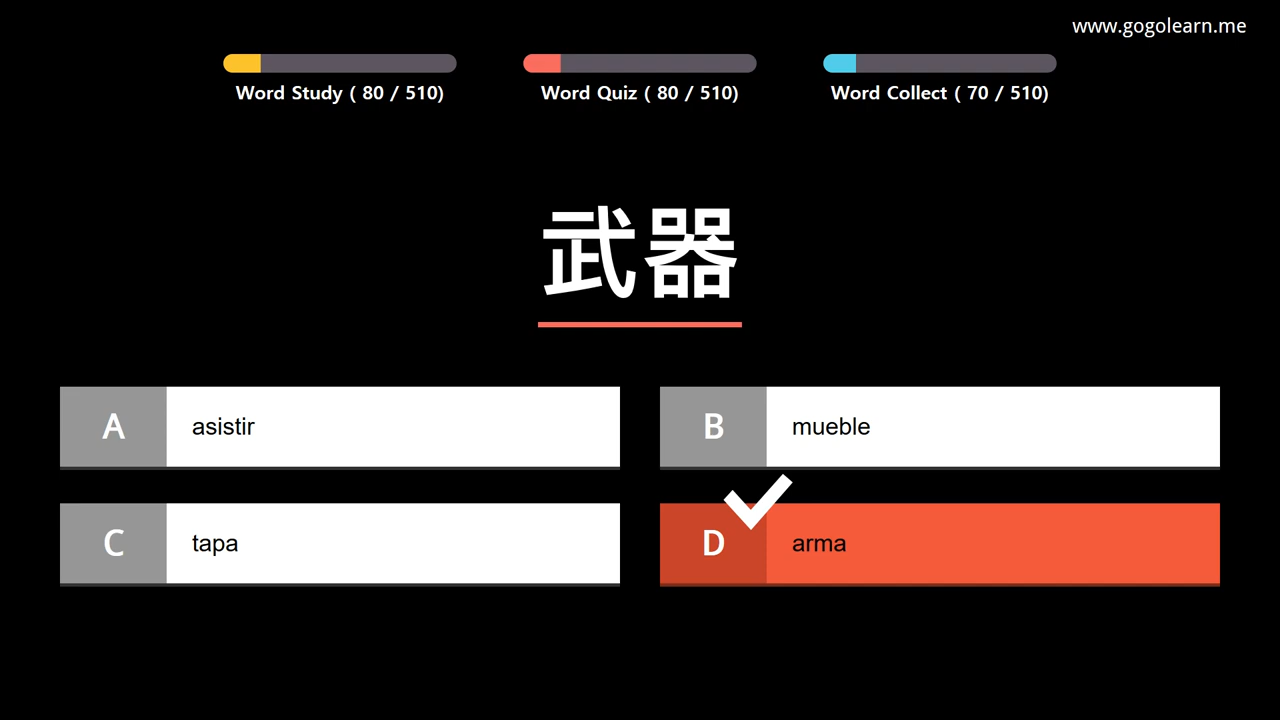 www.gogolearn.me
Word Study ( 80 / 510)
Word Quiz ( 80 / 510)
Word Collect ( 70 / 510)
武器
A asistir
B mueble
C tapa
D arma